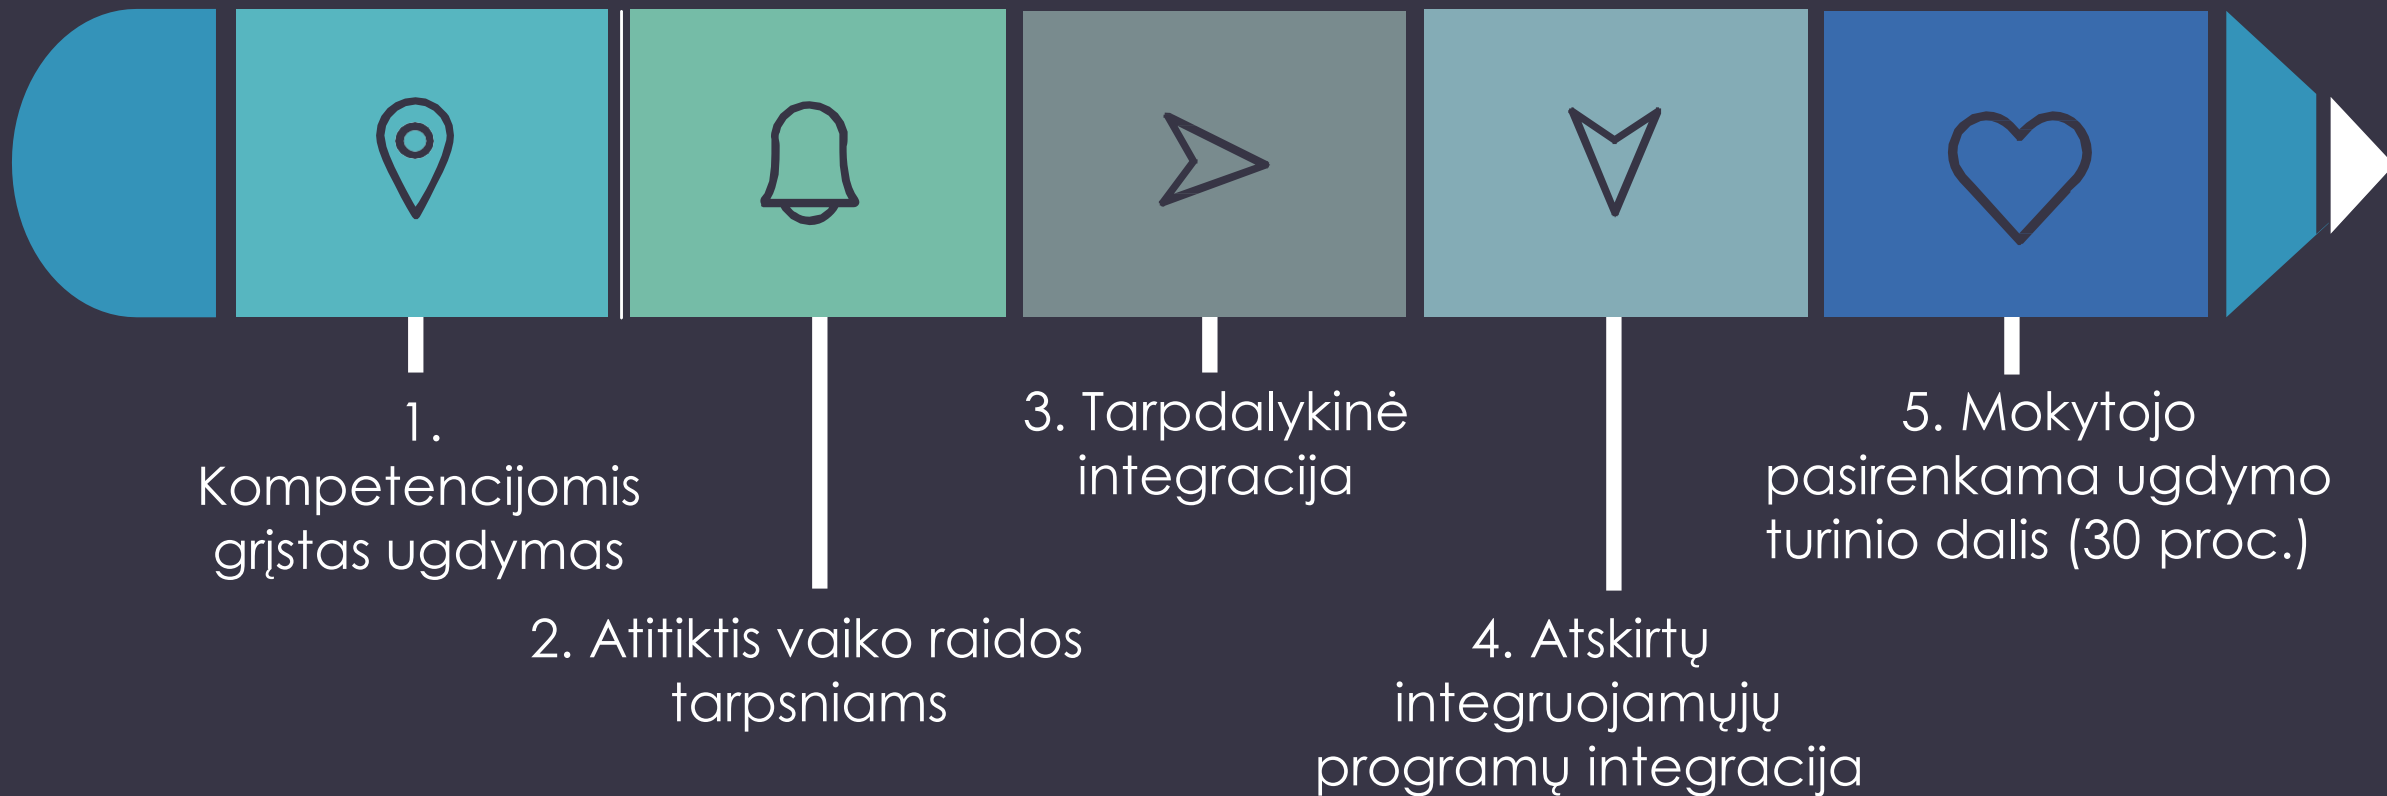 1.
Kompetencijomis
grįstas ugdymas
2. Atitiktis vaiko raidos
tarpsniams
3. Tarpdalykinė
integracija
4. Atskirtų
integruojamųjų
programų integracija
5. Mokytojo
pasirenkama ugdymo
turinio dalis (30 proc.)